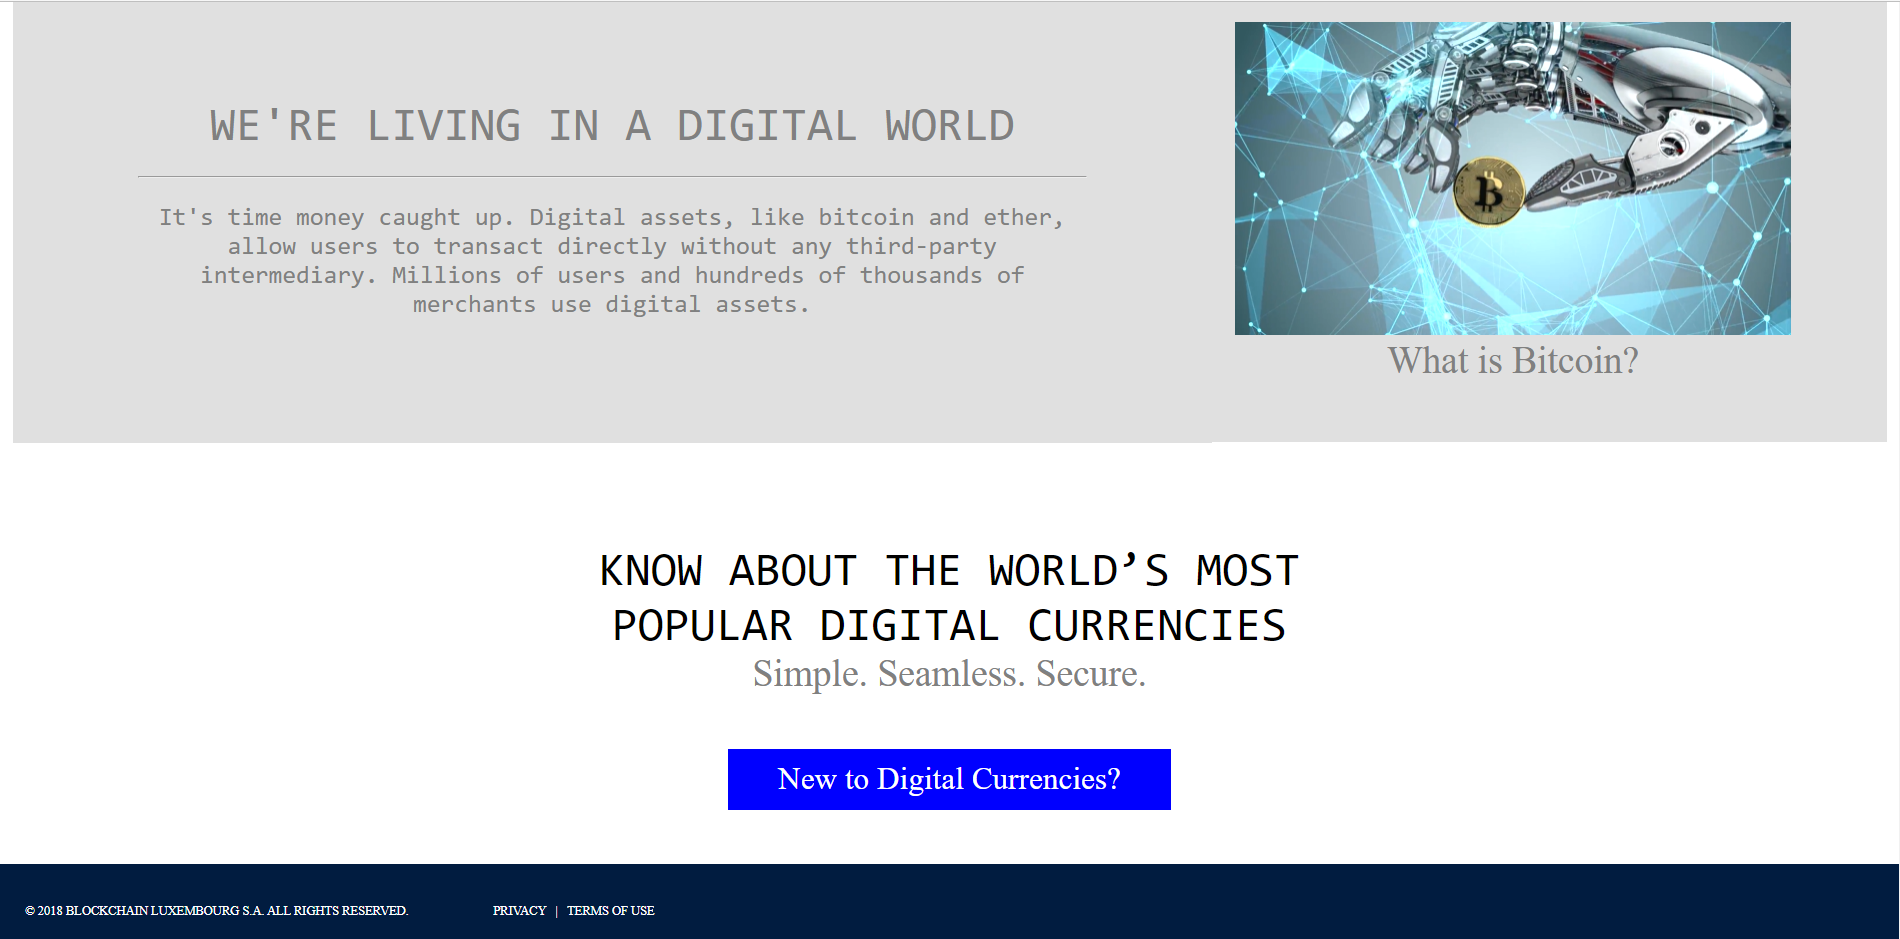 WE'RE LIVING IN A DIGITAL WORLD
It's time money caught up. Digital assets, like bitcoin and ether,
allow users to transact directly without any third-party
intermediary. Millions of users and hundreds of thousands of
merchants use digital assets.
B
What is Bitcoin?
KNOW ABOUT THE WORLD’S MOST
POPULAR DIGITAL CURRENCIES
Simple. Seamless. Secure.
New to Digital Currencies?
© 2018 BLOCKCHAIN LUXEMBOURG S.A. ALL RIGHTS RESERVED. PRIVACY | TERMS OF USE